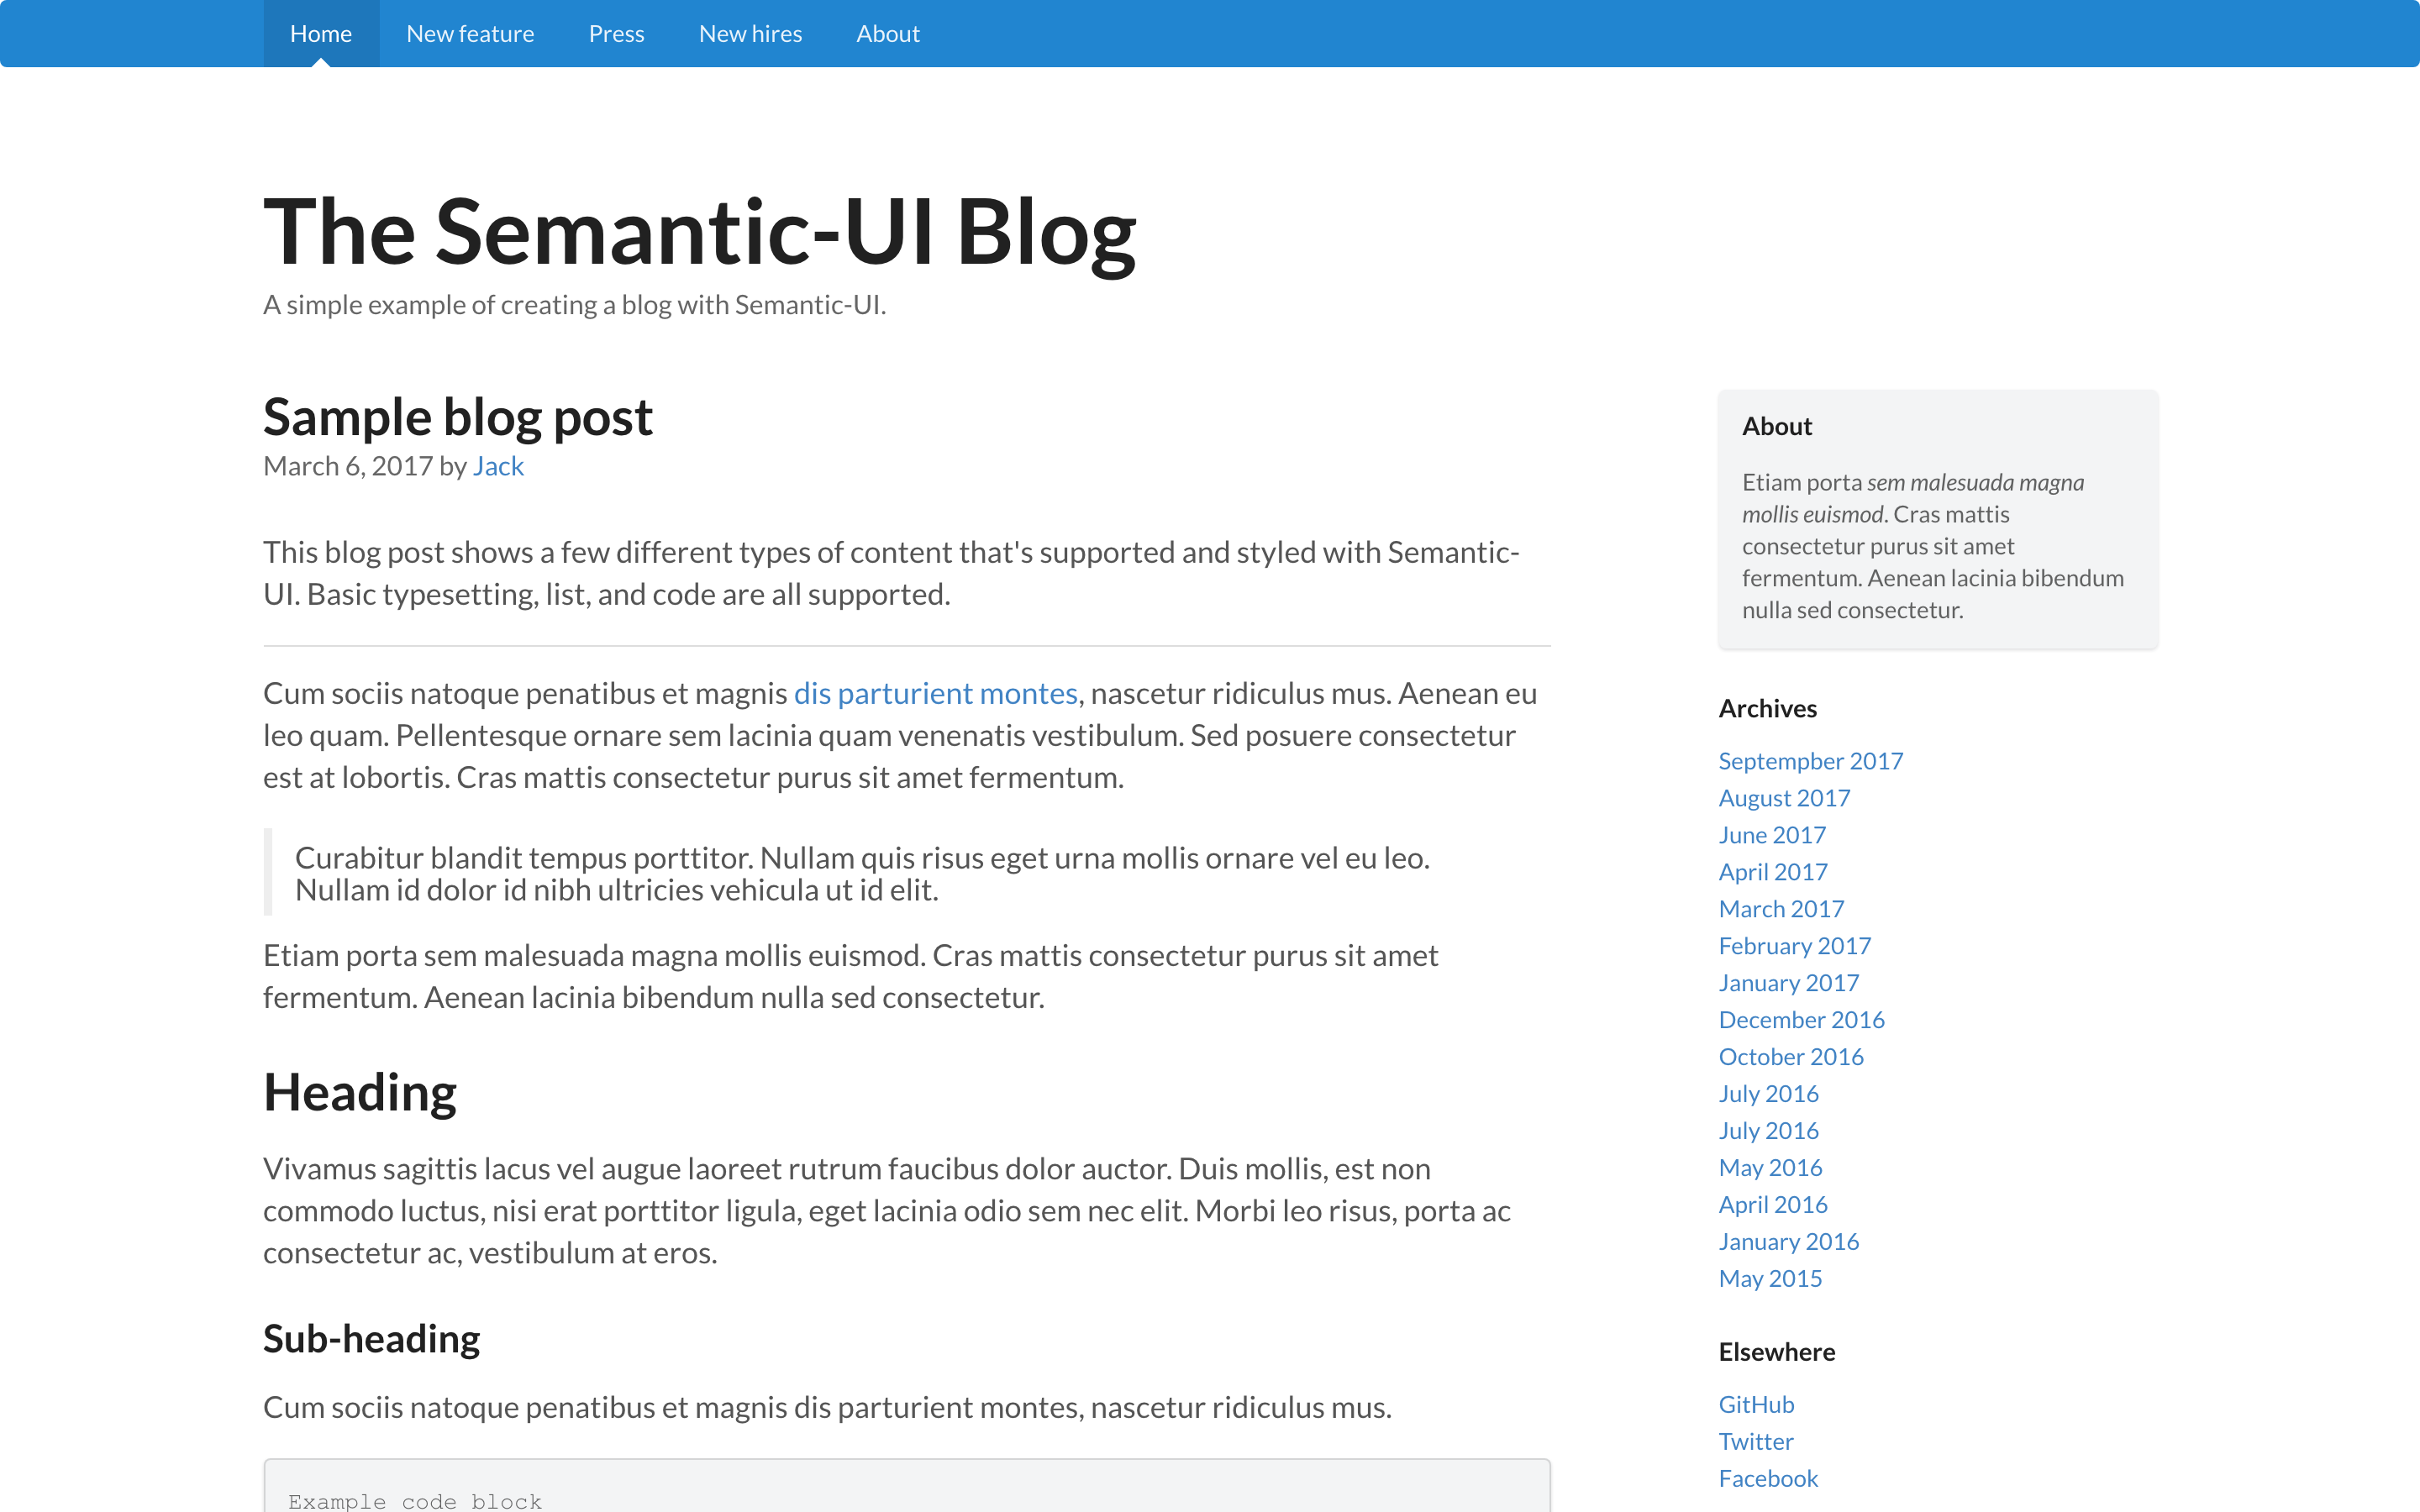 Home New feature Press New hires About
The Semantic-UI Blog
A simple example of creating a blog with Semantic-UI.
Sample blog post
March 6, 2017 by Jack
This blog post shows a few different types of content that's supported and styled with Semantic-
UI. Basic typesetting, list, and code are all supported.
Cum sociis natoque penatibus et magnis dis parturient montes, nascetur ridiculus mus. Aenean eu
leo quam. Pellentesque ornare sem lacinia quam venenatis vestibulum. Sed posuere consectetur
est at lobortis. Cras mattis consectetur purus sit amet fermentum.
Curabitur blandit tempus porttitor. Nullam quis risus eget urna mollis ornare vel eu leo.
Nullam id dolor id nibh ultricies vehicula ut id elit.
Etiam porta sem malesuada magna mollis euismod. Cras mattis consectetur purus sit amet
fermentum. Aenean lacinia bibendum nulla sed consectetur.
Heading
Vivamus sagittis lacus vel augue laoreet rutrum faucibus dolor auctor. Duis mollis, est non
commodo luctus, nisi erat porttitor ligula, eget lacinia odio sem nec elit. Morbi leo risus, porta ac
consectetur ac, vestibulum at eros.
Sub-heading
Cum sociis natoque penatibus et magnis dis parturient montes, nascetur ridiculus mus.
Example code block
About
Etiam porta sem malesuada magna
mollis euismod. Cras mattis
consectetur purus sit amet
fermentum. Aenean lacinia bibendum
nulla sed consectetur.
Archives
Septempber 2017
August 2017
June 2017
April 2017
March 2017
February 2017
January 2017
December 2016
October 2016
July 2016
July 2016
May 2016
April 2016
January 2016
May 2015
Elsewhere
GitHub
Twitter
Facebook